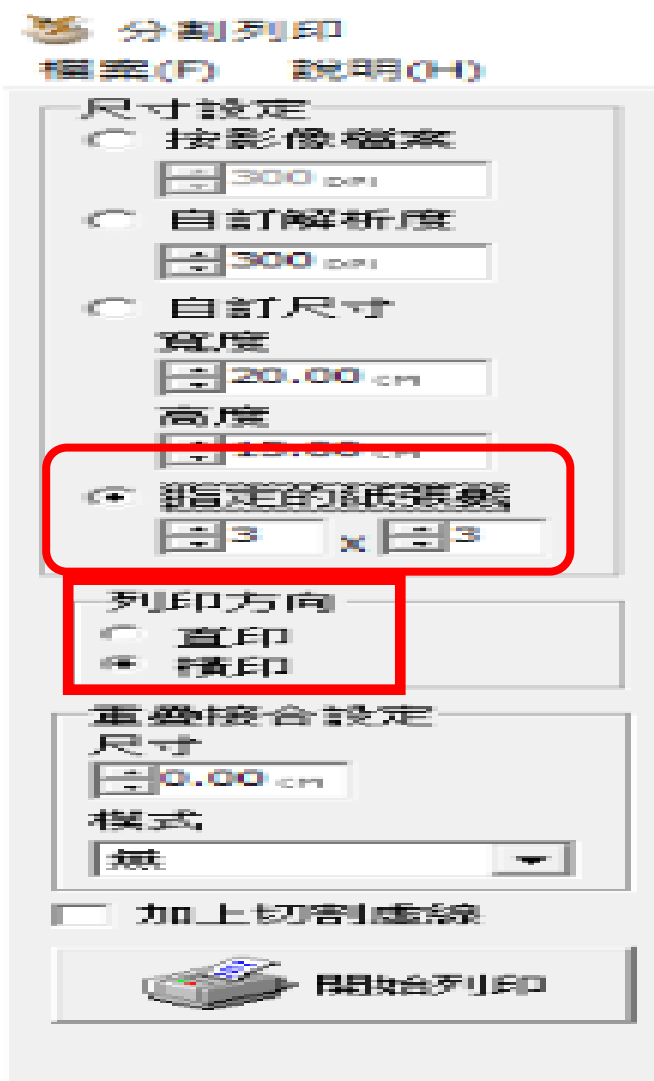 分割列印
檔案(F) 說明(H)
尺寸設定
按影像檔案
300 DPI
自訂解析度
300 DPI
自訂尺寸
寬度
20.00 cm
高度
15.00 cm
指定的紙張數
3 x 3
列印方向
直印
橫印
重疊接合設定
尺寸
0.00 cm
模式
無
加上切割虛線
開始列印